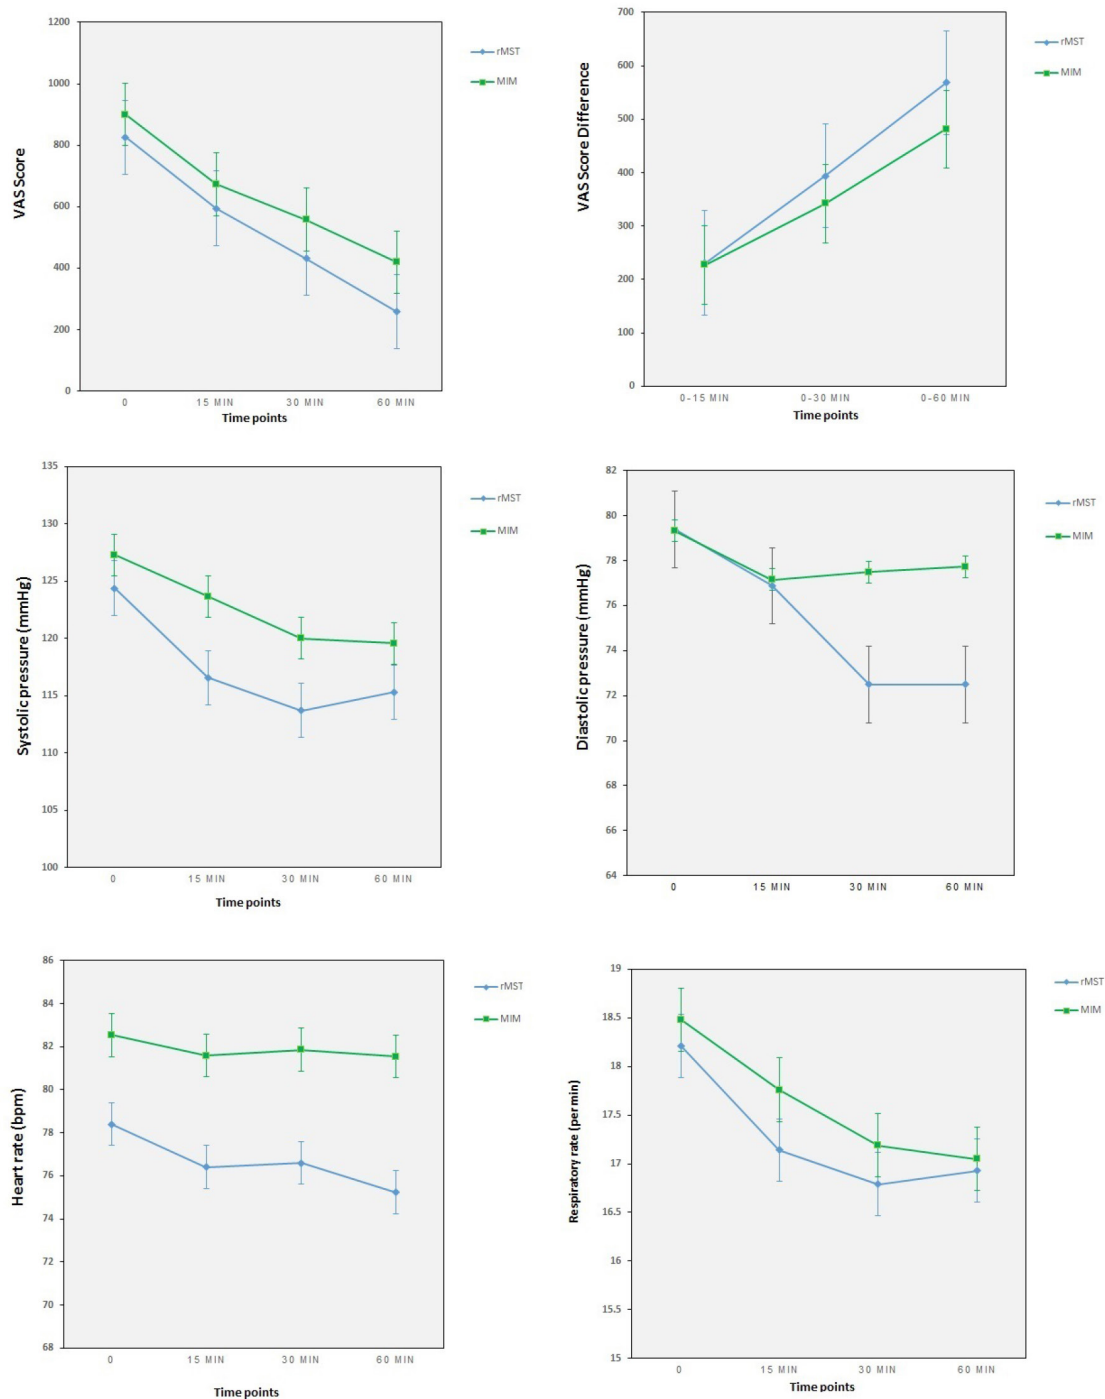 VAS Score
1200
1000
800
600
400
200
0
0 15 MIN 30 MIN 60 MIN
Time points
rMST
MIM
VAS Score Difference
700
600
500
400
300
200
100
0
0-15 MIN 0-30 MIN 0-60 MIN
Time points
rMST
MIM
Systolic pressure (mmHg)
135
130
125
120
115
110
105
100
0 15 MIN 30 MIN 60 MIN
Time points
rMST
MIM
Diastolic pressure (mmHg)
82
80
78
76
74
72
70
68
66
64
0 15 MIN 30 MIN 60 MIN
Time points
rMST
MIM
Heart rate (bpm)
86
84
82
80
78
76
74
72
70
68
0 15 MIN 30 MIN 60 MIN
Time points
rMST
MIM
Respiratory rate (per min)
19
18.5
18
17.5
17
16.5
16
15.5
15
0 15 MIN 30 MIN 60 MIN
Time points
rMST
MIM